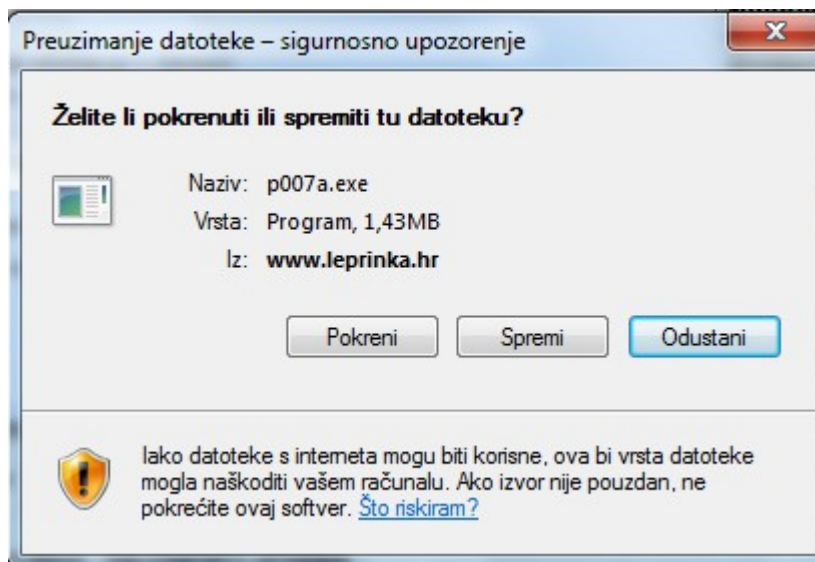 Preuzimanje datoteke – sigurnosno upozorenje
Želite li pokrenuti ili spremiti tu datoteku?
Naziv: p007a.exe
Vrsta: Program, 1,43MB
Iz: www.leprinka.hr
Pokreni Spremi Odustani
Iako datoteke s interneta mogu biti korisne, ova bi vrsta datoteke
mogla naškoditi vašem računalu. Ako izvor nije pouzdan, ne
pokrećite ovaj softver. Što riskiram?